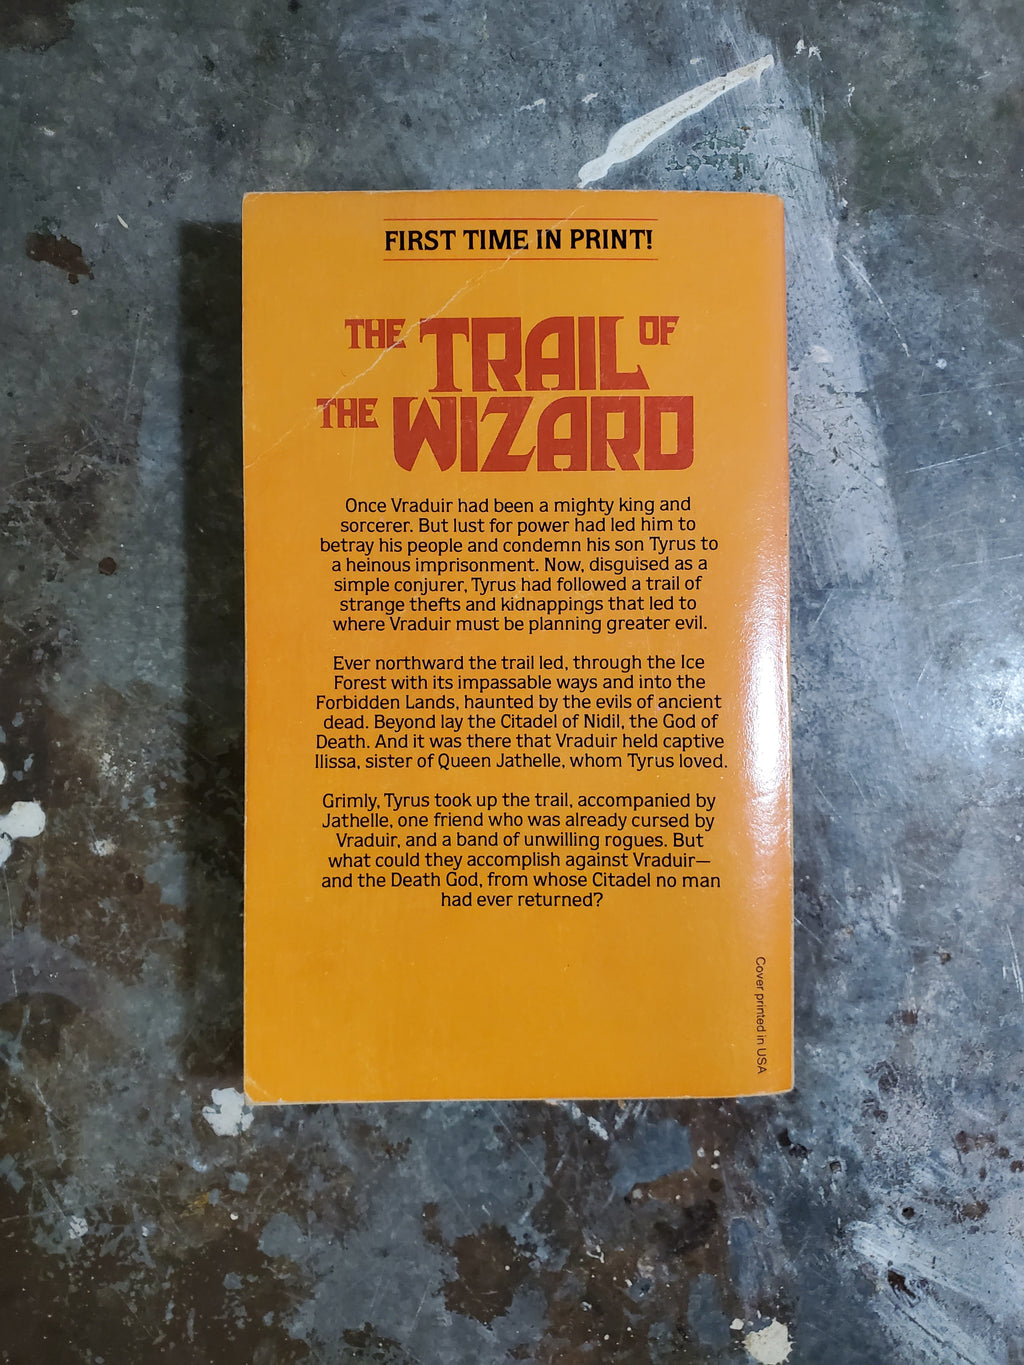 FIRST TIME IN PRINT!
THE TRAIL OF
THE WIZARD
Once Vraduir had been a mighty king and
sorcerer. But lust for power had led him to
betray his people and condemn his son Tyrus to
a heinous imprisonment. Now, disguised as a
simple conjurer, Tyrus had followed a trail of
strange thefts and kidnappings that led to
where Vraduir must be planning greater evil.
Ever northward the trail led, through the Ice
Forest with its impassable ways and into the
Forbidden Lands, haunted by the evils of ancient
dead. Beyond lay the Citadel of Nidil, the God of
Death. And it was there that Vraduir held captive
Ilissa, sister of Queen Jathelle, whom Tyrus loved.
Grimly, Tyrus took up the trail, accompanied by
Jathelle, one friend who was already cursed by
Vraduir, and a band of unwilling rogues. But
what could they accomplish against Vraduir—
and the Death God, from whose Citadel no man
had ever returned?
Cover printed in USA